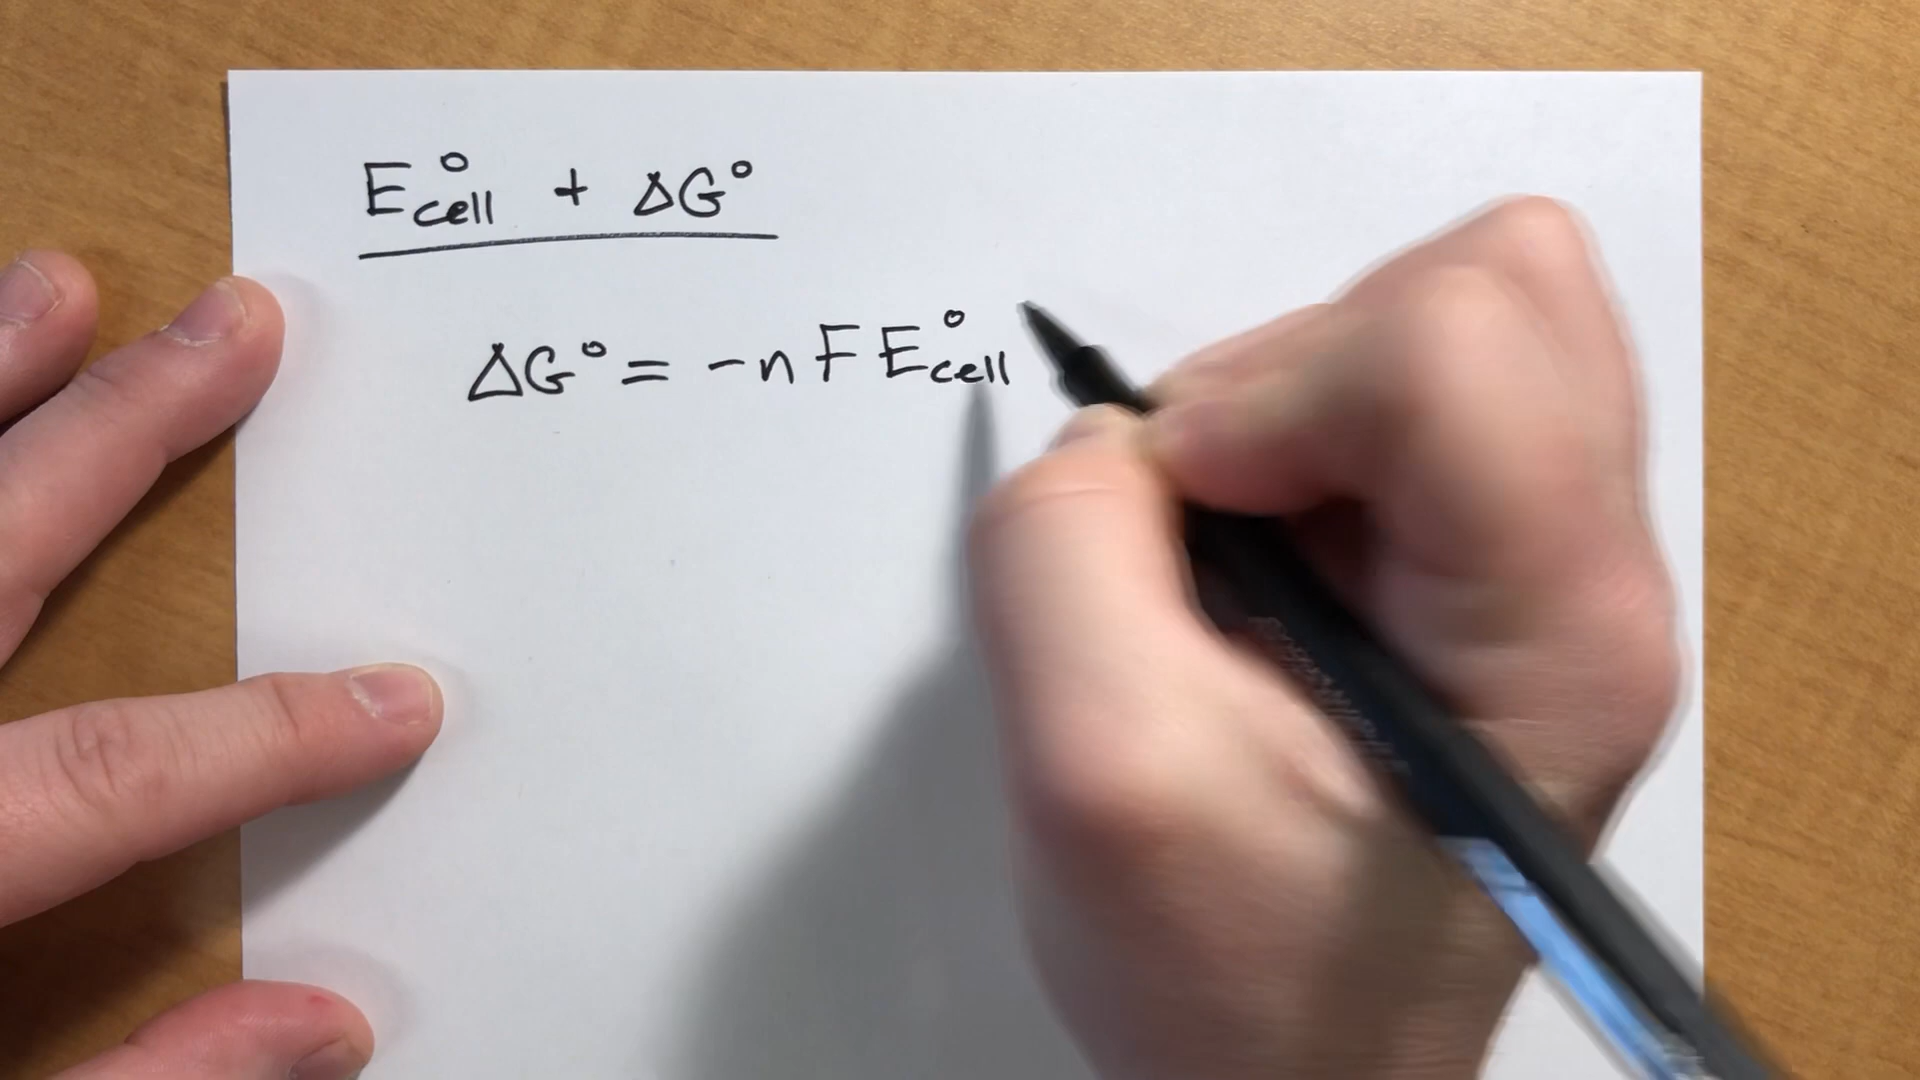 E°cell + ΔG°
ΔG° = -nFE°cell